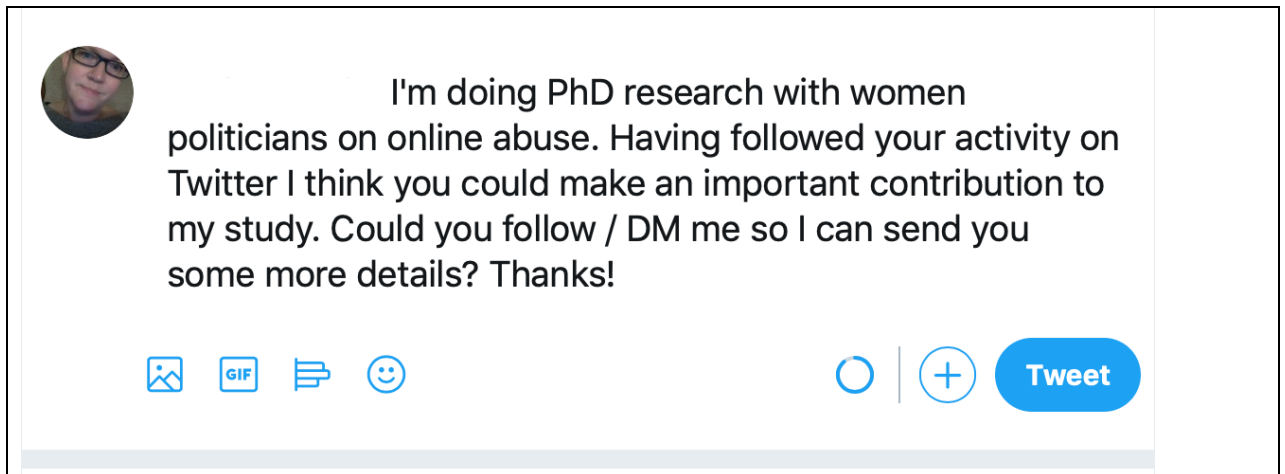 I'm doing PhD research with women
politicians on online abuse. Having followed your activity on
Twitter I think you could make an important contribution to
my study. Could you follow / DM me so I can send you
some more details? Thanks!
GIF
Tweet